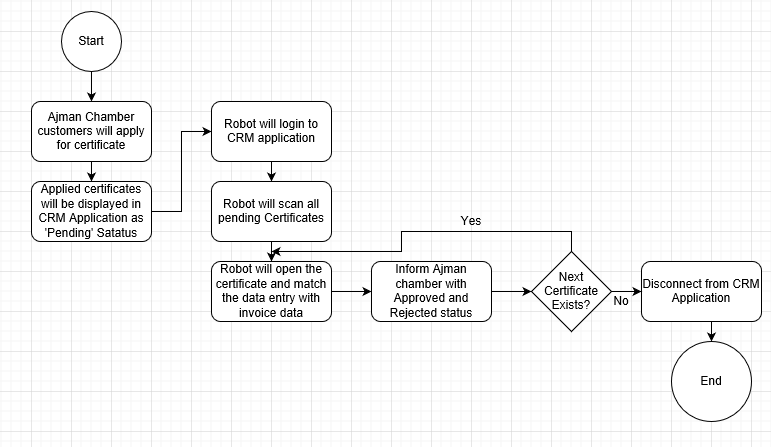 Start
Ajman Chamber
customers will apply
for certificate
Applied certificates
will be displayed in
CRM Application as
'Pending' Satatus
Robot will login to
CRM application
Robot will scan all
pending Certificates
Robot will open the
certificate and match
the data entry with
invoice data
Inform Ajman
chamber with
Approved and
Rejected status
Yes
Next
Certificate
Exists?
No
Disconnect from CRM
Application
End